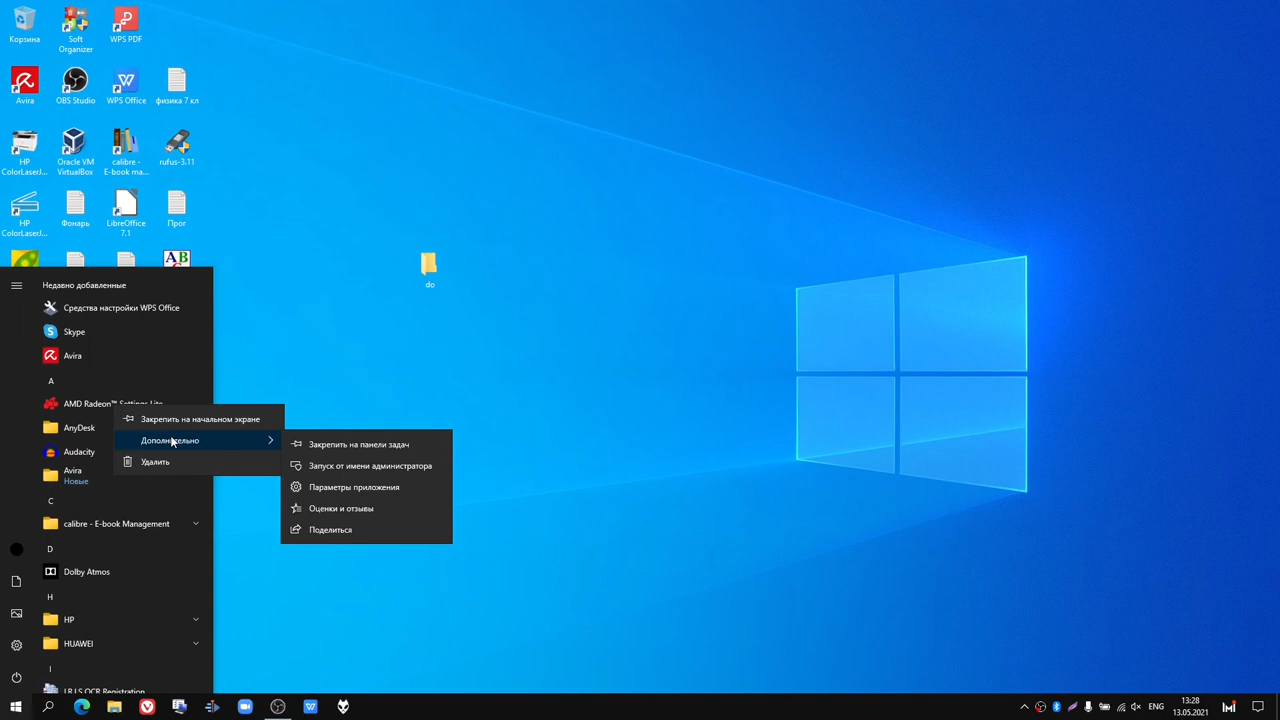 Корзина
Soft
Organizer
WPS PDF
Avira
OBS Studio
WPS Office
физика 7 кл
HP
ColorLaserJ...
Oracle VM
VirtualBox
calibre -
E-book ma...
rufus-3.11
HP
ColorLaserJ...
Фонарь
LibreOffice
7.1
Прог
AB
do
Недавно добавленные
Средства настройки WPS Office
Skype
Avira
A
AMD Radeon™ Settings Lite
AnyDesk
Audacity
Avira
Новые
C
calibre - E-book Management
D
Dolby Atmos
H
HP
HUAWEI
I
I.R.I.S OCR Registration
Закрепить на начальном экране
Дополнительно
Удалить
Закрепить на панели задач
Запуск от имени администратора
Параметры приложения
Оценки и отзывы
Поделиться
ENG
13:28
13.05.2021